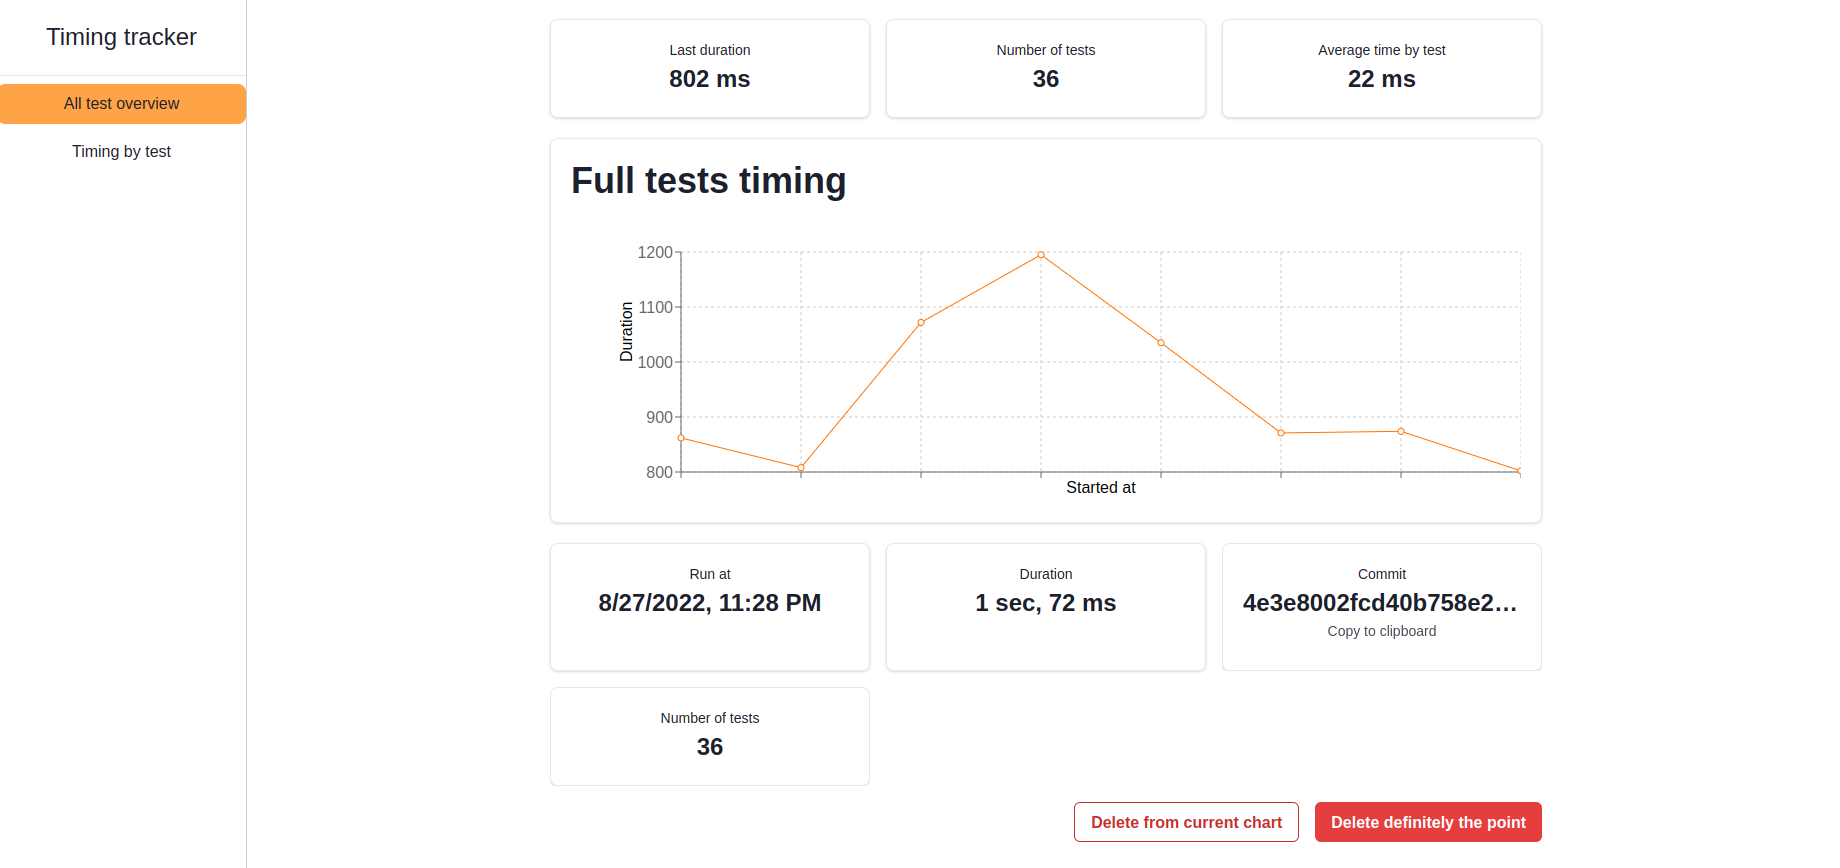 Timing tracker
All test overview
Timing by test
Last duration
802 ms
Number of tests
36
Average time by test
22 ms
Full tests timing
1200
1100
1000
900
800
Duration
Started at
Run at
8/27/2022, 11:28 PM
Duration
1 sec, 72 ms
Commit
4e3e8002fcd40b758e2...
Copy to clipboard
Number of tests
36
Delete from current chart
Delete definitely the point